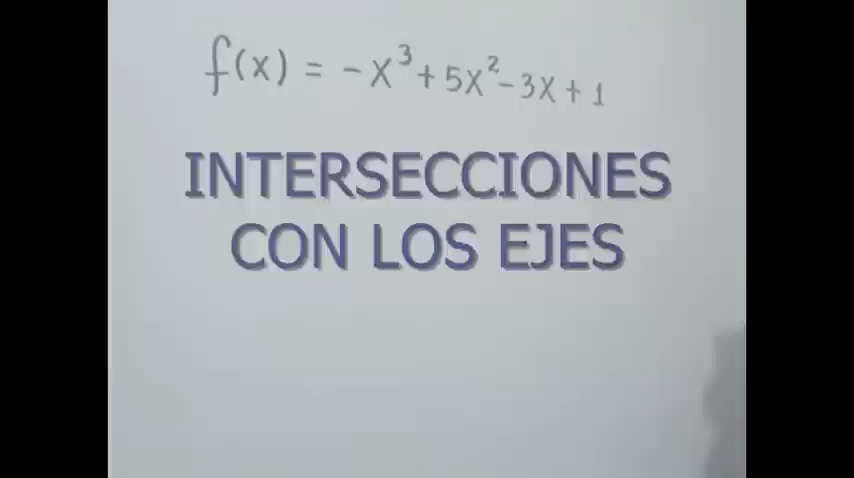 f(x) = -x³ + 5x² - 3x + 1
INTERSECCIONES
CON LOS EJES